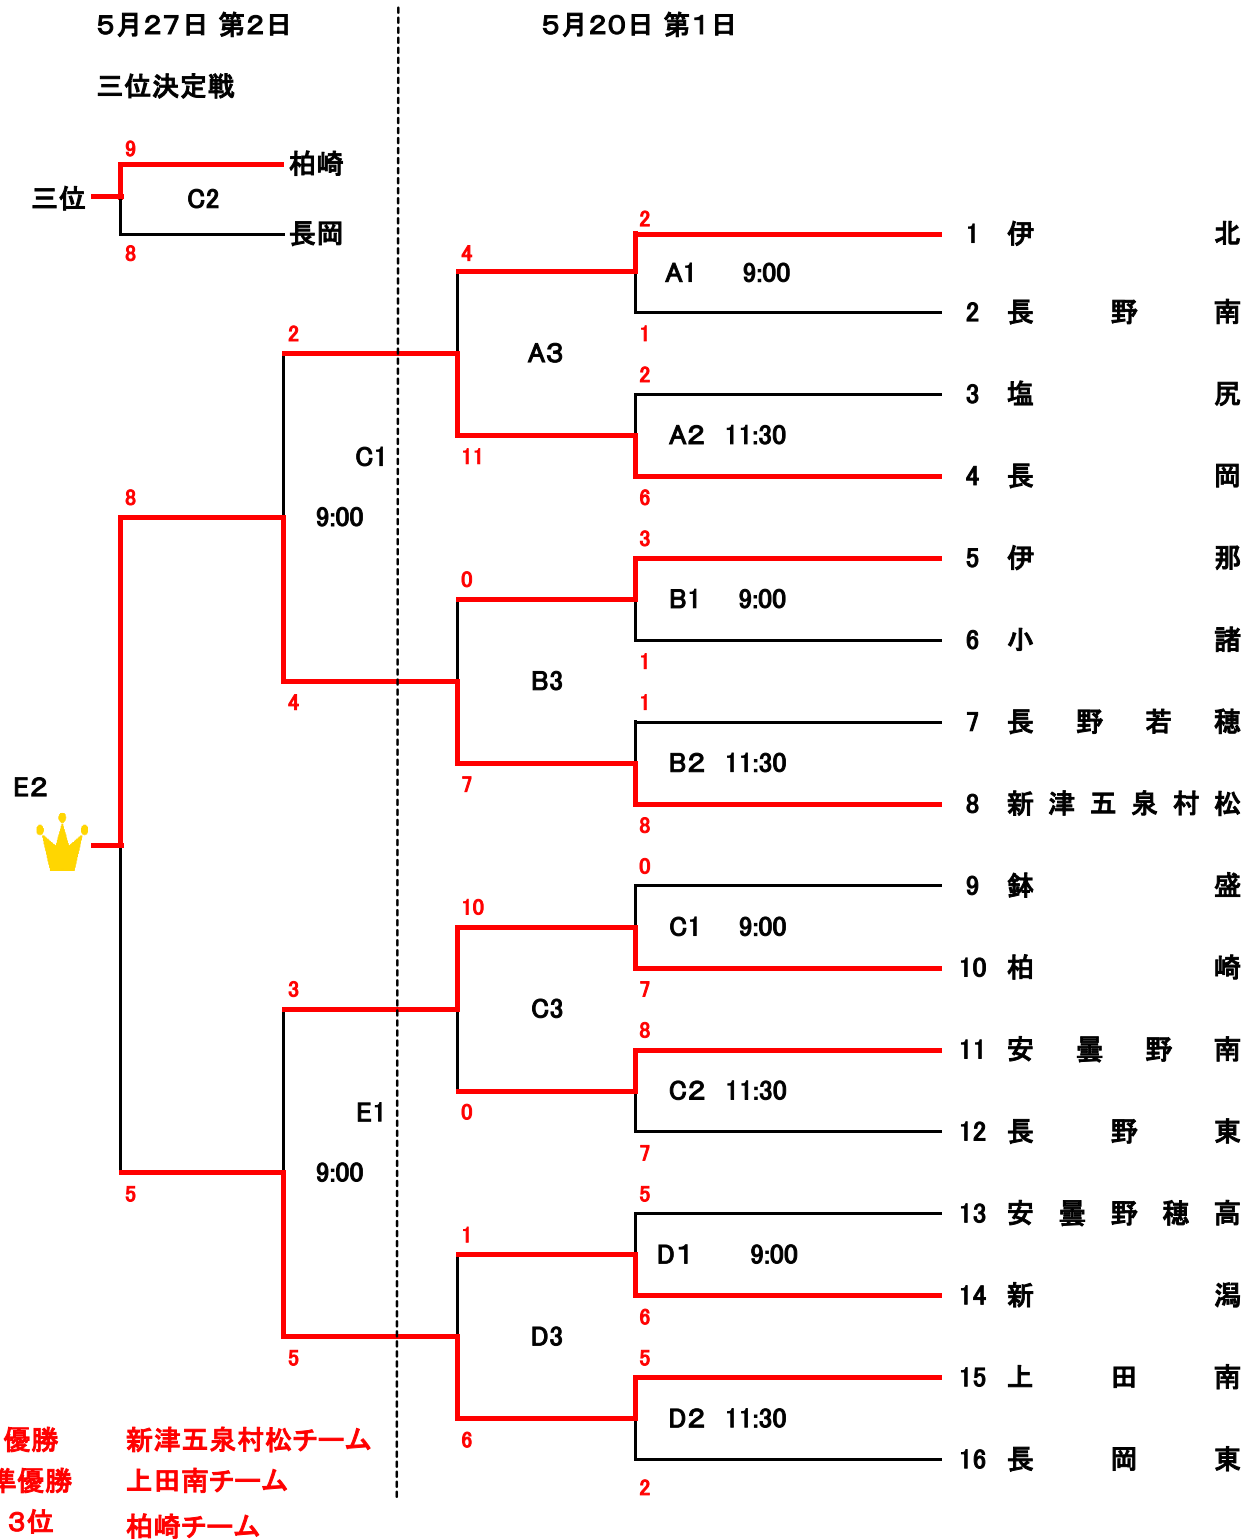 5月27日 第2日 5月20日 第1日
三位決定戦
9
柏崎
三位 C2
長岡
8
2
1 伊北
4
A1 9:00
2 長野南
2 1
A3
2
3 塩尻
A2 11:30
C1 11
4 長岡
8 6
9:00
3
5 伊那
0
B1 9:00
6 小諸
1
B3
4 1
7 長野若穂
B2 11:30
7
E2
8 新津五泉村松
8
0
9 鉢盛
10
C1 9:00
10 柏崎
3 7
C3
8
11 安曇野南
C2 11:30
E1 0
12 長野東
7
9:00
5 5
13 安曇野穂高
1
D1 9:00
14 新潟
6
D3
5 5
15 上田南
D2 11:30
優勝 新津五泉村松チーム 6
16 長岡東
準優勝 上田南チーム
2
3位 柏崎チーム